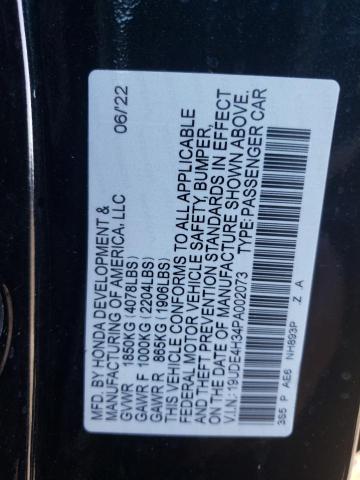 MFD. BY HONDA DEVELOPMENT & 06/22
MANUFACTURING OF AMERICA, LLC
GVWR 1850KG (4078LBS)
GAWR F 1000KG (2204LBS)
GAWR R 865KG (1906LBS)
THIS VEHICLE CONFORMS TO ALL APPLICABLE
FEDERAL MOTOR VEHICLE SAFETY, BUMPER,
AND THEFT PREVENTION STANDARDS IN EFFECT
ON THE DATE OF MANUFACTURE SHOWN ABOVE.
V.I.N.: 19UDE4H34PA002073 TYPE: PASSENGER CAR
3S5 P AE6 NH893P Z A